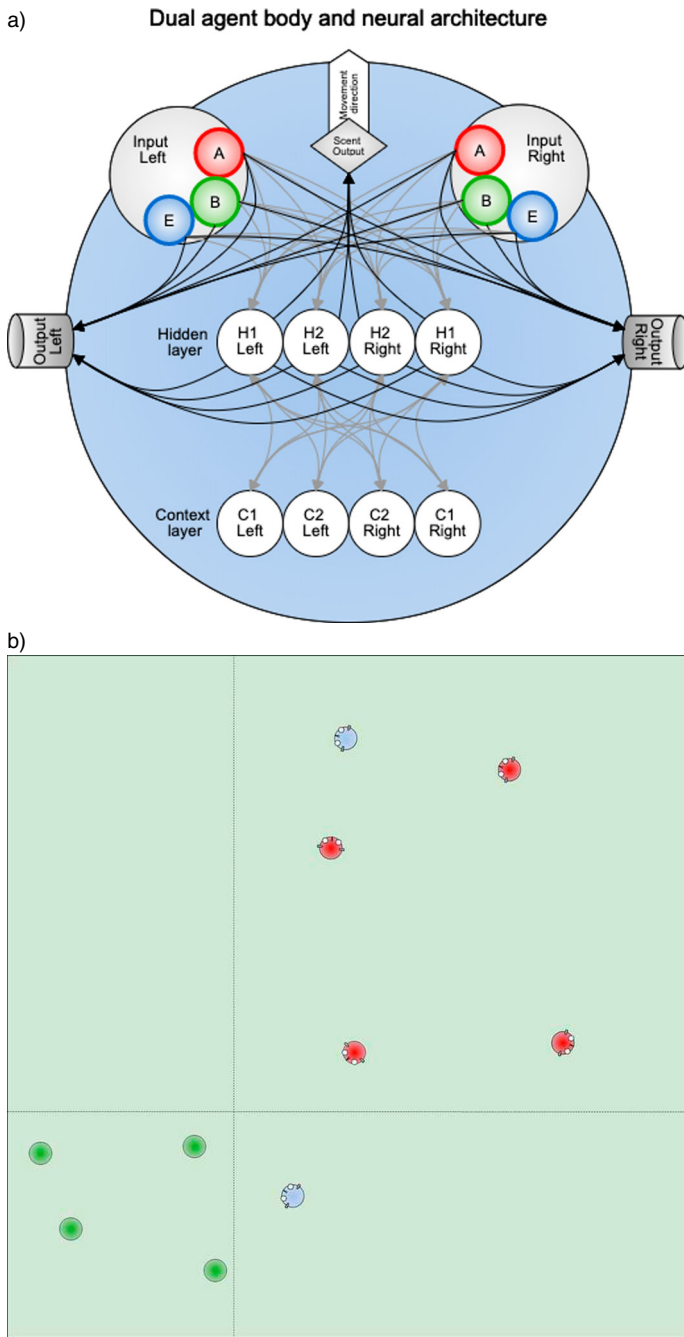 a)
Dual agent body and neural architecture
Movement
direction
Scent
Output
Input
Left
A
B
E
Input
Right
A
B
E
Output
Left
Output
Right
Hidden
layer
H1
Left
H2
Left
H2
Right
H1
Right
Context
layer
C1
Left
C2
Left
C2
Right
C1
Right
b)